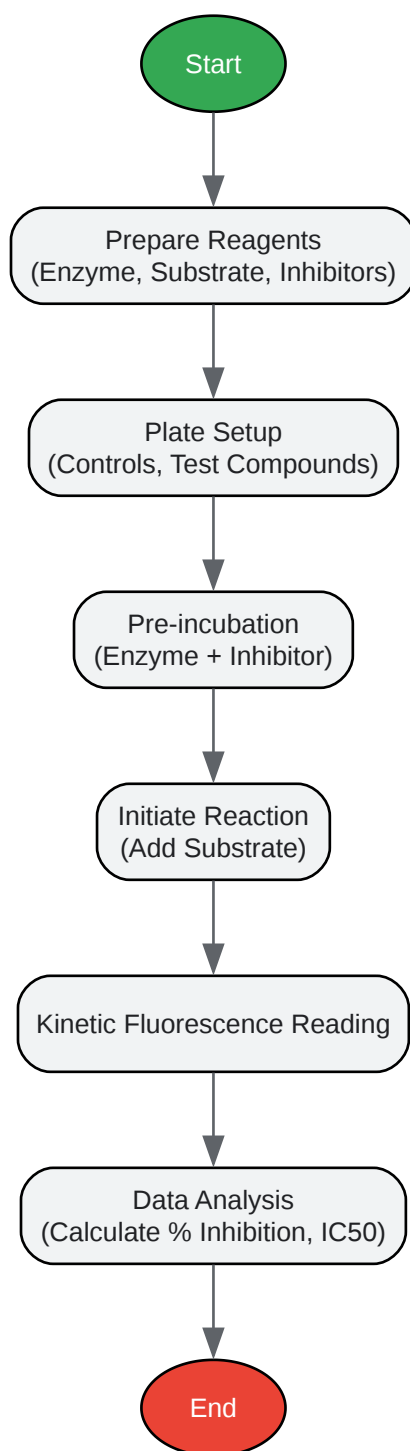 Start
Prepare Reagents
(Enzyme, Substrate, Inhibitors)
Plate Setup
(Controls, Test Compounds)
Pre-incubation
(Enzyme + Inhibitor)
Initiate Reaction
(Add Substrate)
Kinetic Fluorescence Reading
Data Analysis
(Calculate % Inhibition, IC50)
End